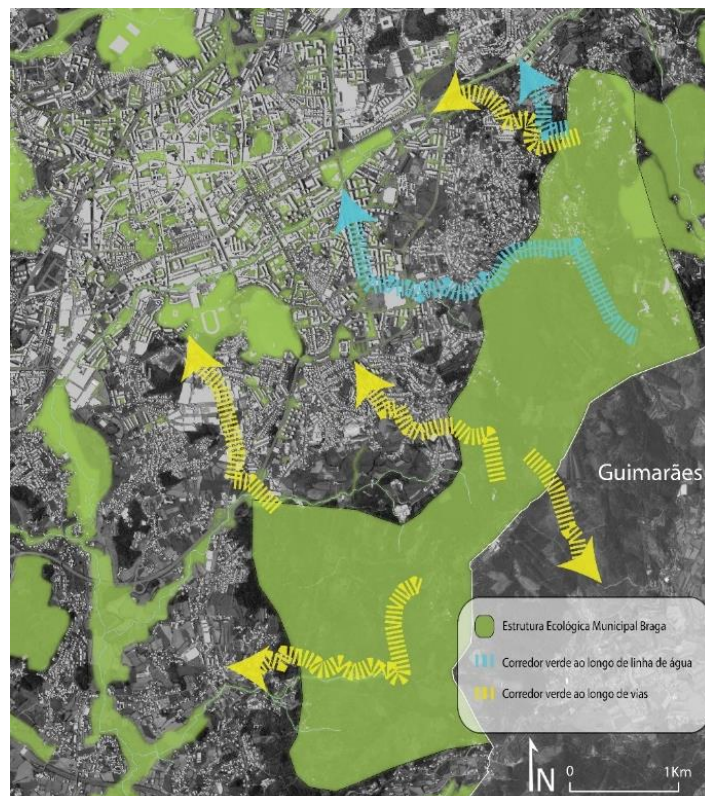 Guimarães
Estrutura Ecológica Municipal Braga
Corredor verde ao longo de linha de água
Corredor verde ao longo de vias
N
0 1Km